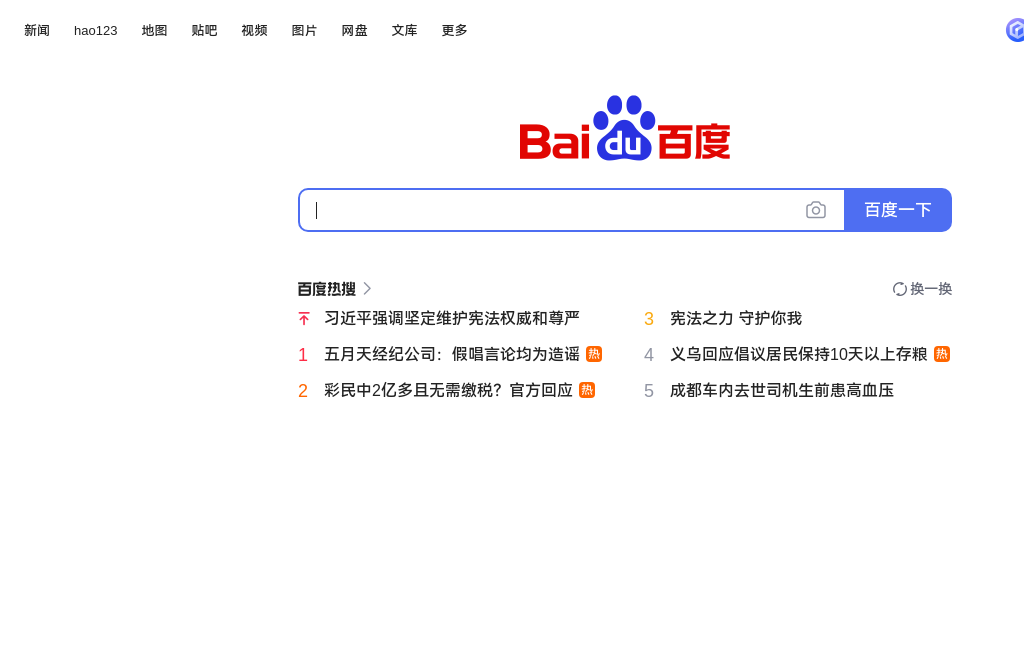 新闻 hao123 地图 贴吧 视频 图片 网盘 文库 更多
Bai du 百度
百度一下
百度热搜 换一换
习近平强调坚定维护宪法权威和尊严
3 宪法之力 守护你我
1 五月天经纪公司：假唱言论均为造谣 热
4 义乌回应倡议居民保持10天以上存粮 热
2 彩民中2亿多且无需缴税？官方回应 热
5 成都车内去世司机生前患高血压